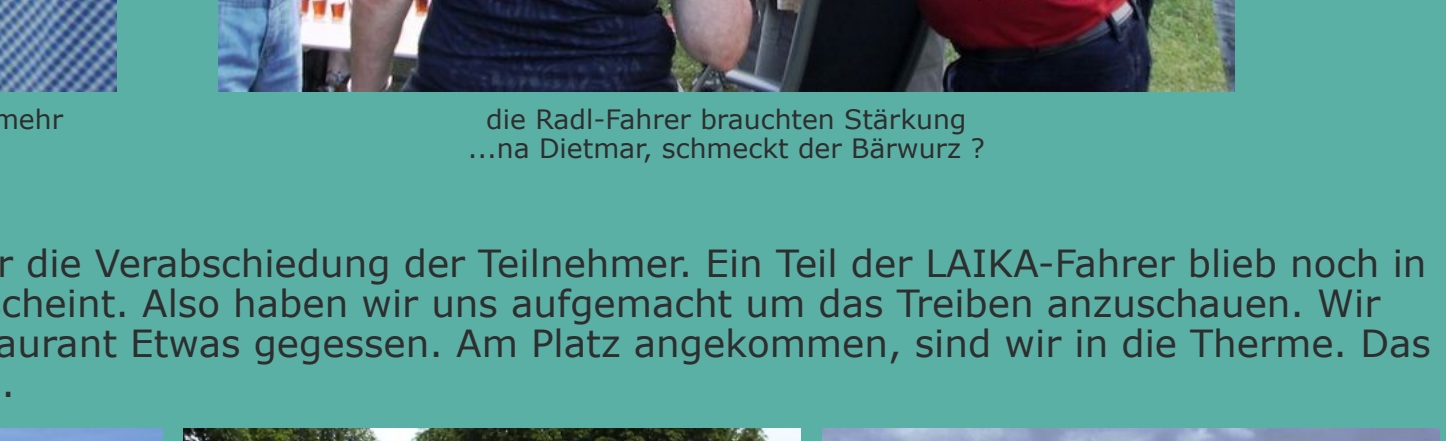 mehr
die Radl-Fahrer brauchten Stärkung
...na Dietmar, schmeckt der Bärwurz ?
die Verabschiedung der Teilnehmer. Ein Teil der LAIKA-Fahrer blieb noch in
cheint. Also haben wir uns aufgemacht um das Treiben anzuschauen. Wir
aurant Etwas gegessen. Am Platz angekommen, sind wir in die Therme. Das
.